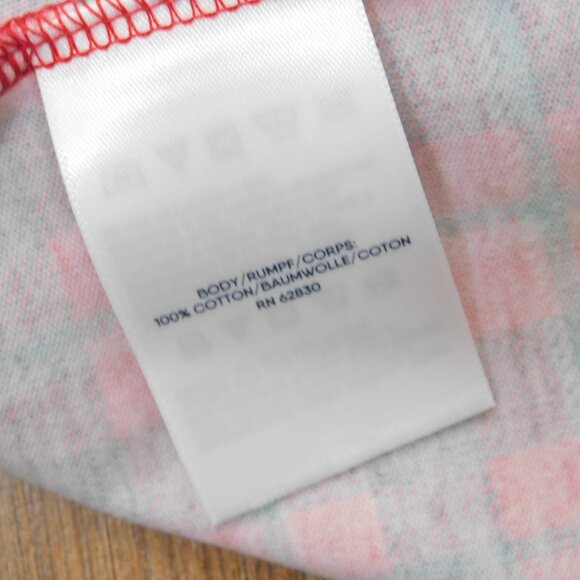 BODY/RUMPF/CORPS:
100% COTTON/BAUMWOLLE/COTON
RN 62830